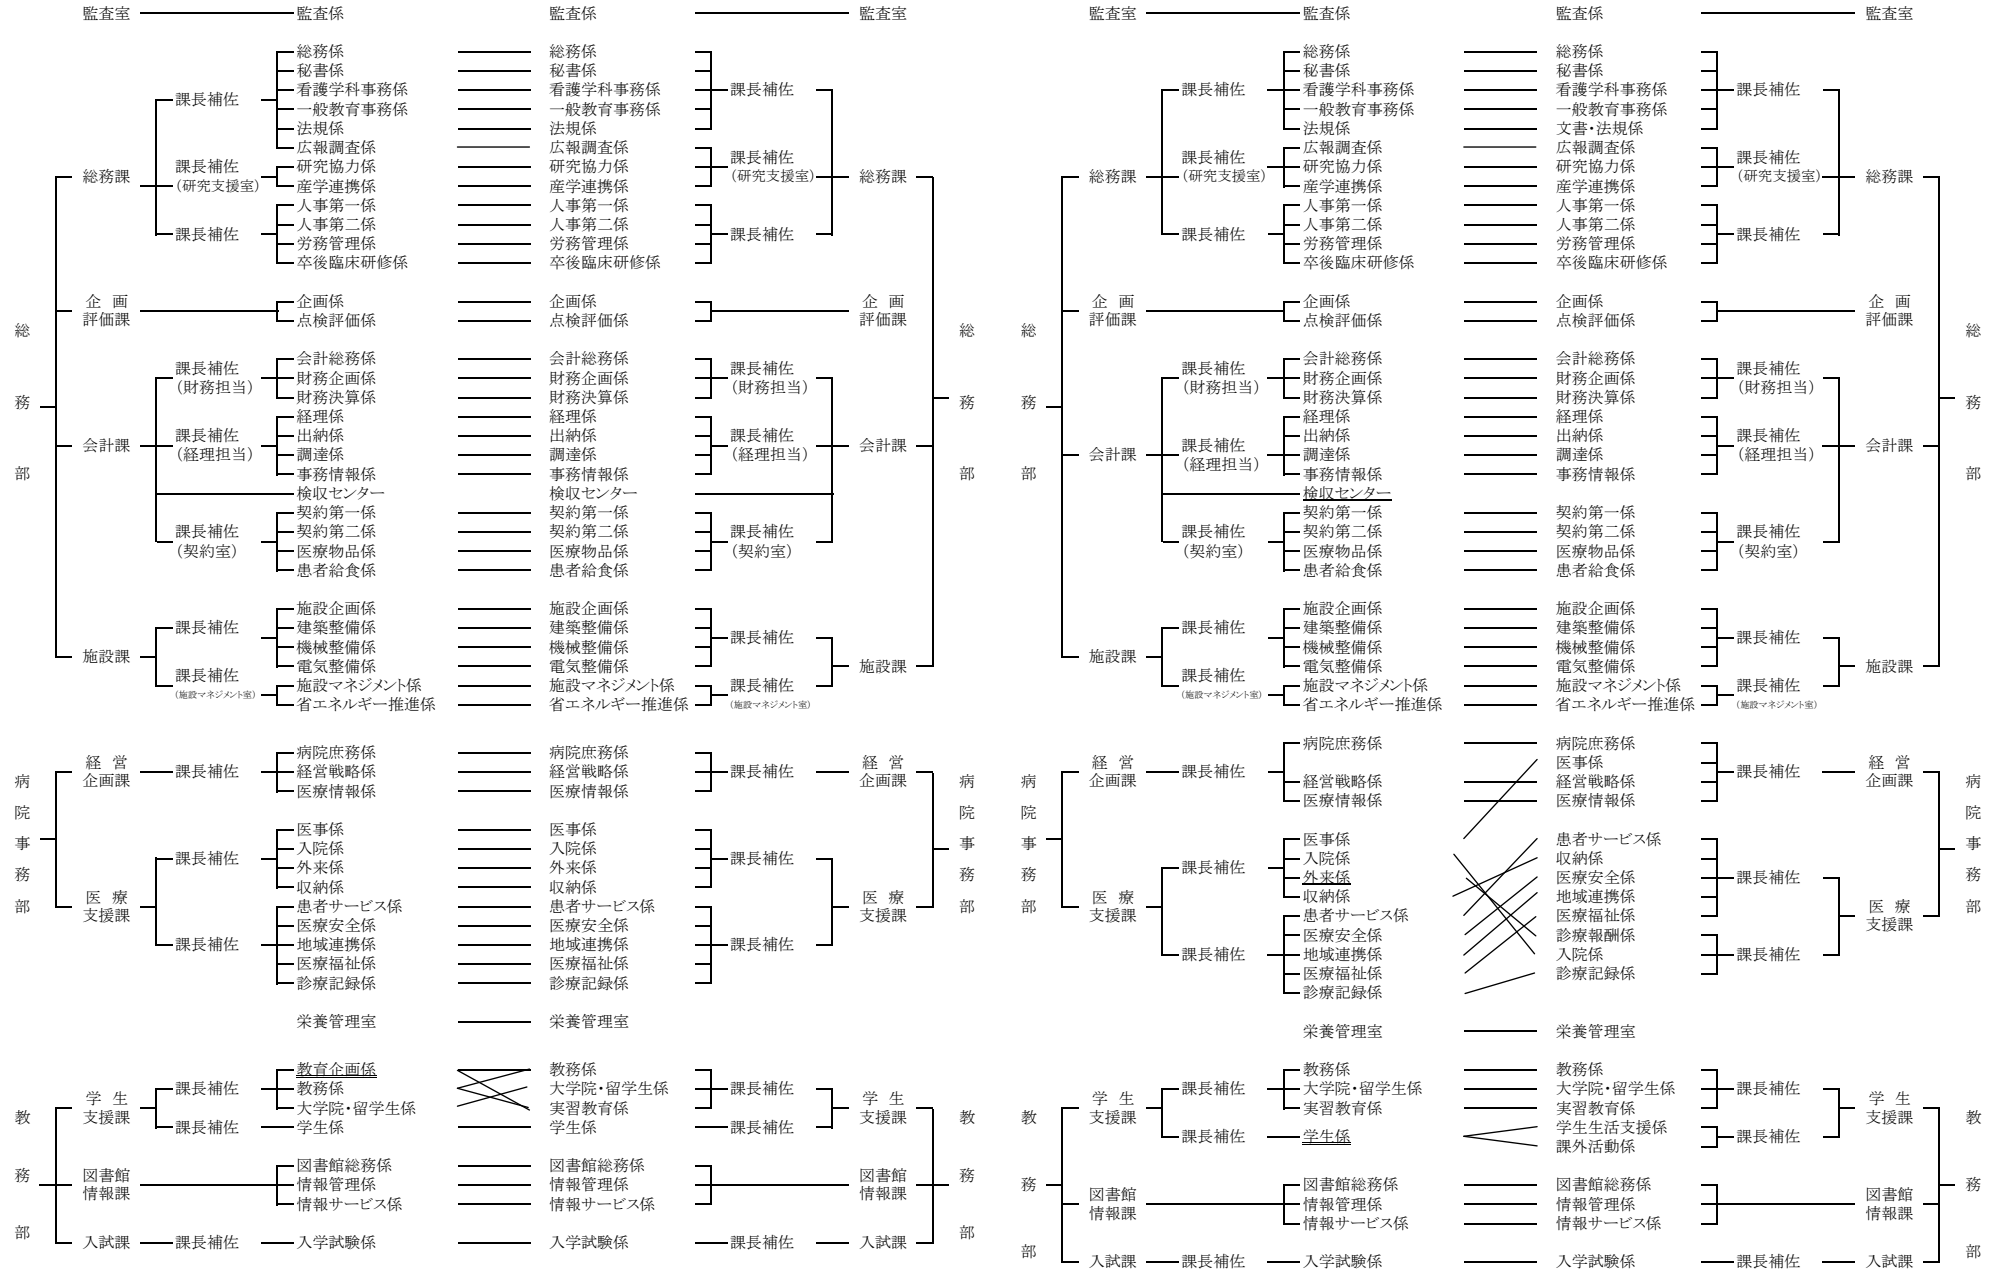 監査室 監査係 監査係 監査室 監査室 監査係 監査係 監査室
総務係 総務係 総務係 総務係
秘書係 秘書係 秘書係 秘書係
課長補佐 看護学科事務係 看護学科事務係 課長補佐 課長補佐 看護学科事務係 看護学科事務係 課長補佐
一般教育事務係 一般教育事務係 一般教育事務係 一般教育事務係
法規係 法規係 法規係 文書・法規係
広報調査係 広報調査係 広報調査係 広報調査係
課長補佐 研究協力係 研究協力係 課長補佐 課長補佐 研究協力係 研究協力係 課長補佐
総務課 (研究支援室) 産学連携係 産学連携係 (研究支援室) 総務課 総務課 (研究支援室) 産学連携係 産学連携係 (研究支援室) 総務課
人事第一係 人事第一係 人事第一係 人事第一係
課長補佐 人事第二係 人事第二係 課長補佐 課長補佐 人事第二係 人事第二係 課長補佐
労務管理係 労務管理係 労務管理係 労務管理係
卒後臨床研修係 卒後臨床研修係 卒後臨床研修係 卒後臨床研修係
企画 企画係 企画係 企画 企画 企画係 企画係 企画
評価課 点検評価係 点検評価係 評価課 評価課 点検評価係 点検評価係 評価課
総務部 総務部 総務部 総務部
課長補佐 会計総務係 会計総務係 課長補佐 課長補佐 会計総務係 会計総務係 課長補佐
(財務担当) 財務企画係 財務企画係 (財務担当) (財務担当) 財務企画係 財務企画係 (財務担当)
財務決算係 財務決算係 財務決算係 財務決算係
経理係 経理係 経理係 経理係
会計課 課長補佐 出納係 出納係 課長補佐 会計課 会計課 課長補佐 出納係 出納係 課長補佐 会計課
(経理担当) 調達係 調達係 (経理担当) (経理担当) 調達係 調達係 (経理担当)
事務情報係 事務情報係 事務情報係 事務情報係
検収センター 検収センター 検収センター
契約第一係 契約第一係 契約第一係 契約第一係
課長補佐 契約第二係 契約第二係 課長補佐 課長補佐 契約第二係 契約第二係 課長補佐
(契約室) 医療物品係 医療物品係 (契約室) (契約室) 医療物品係 医療物品係 (契約室)
患者給食係 患者給食係 患者給食係 患者給食係
施設企画係 施設企画係 施設企画係 施設企画係
課長補佐 建築整備係 建築整備係 課長補佐 課長補佐 建築整備係 建築整備係 課長補佐
機械整備係 機械整備係 機械整備係 機械整備係
施設課 電気整備係 電気整備係 施設課 施設課 電気整備係 電気整備係 施設課
課長補佐 施設マネジメント係 施設マネジメント係 課長補佐 課長補佐 施設マネジメント係 施設マネジメント係 課長補佐
(施設マネジメント室) 省エネルギー推進係 省エネルギー推進係 (施設マネジメント室) (施設マネジメント室) 省エネルギー推進係 省エネルギー推進係 (施設マネジメント室)
病院事務部 病院事務部 病院事務部 病院事務部
経営 病院庶務係 病院庶務係 経営 経営 病院庶務係 病院庶務係 経営
企画課 課長補佐 経営戦略係 経営戦略係 課長補佐 企画課 企画課 課長補佐 医事係 課長補佐 企画課
医療情報係 医療情報係 経営戦略係 経営戦略係
医療情報係 医療情報係
医事係 医事係 医事係 患者サービス係
入院係 入院係 入院係 収納係
課長補佐 外来係 外来係 課長補佐 課長補佐 外来係 医療安全係 課長補佐
収納係 収納係 収納係 地域連携係
医療 患者サービス係 患者サービス係 医療 医療 患者サービス係 医療福祉係 医療
支援課 医療安全係 医療安全係 支援課 支援課 医療安全係 診療報酬係 支援課
課長補佐 地域連携係 地域連携係 課長補佐 課長補佐 地域連携係 入院係 課長補佐
医療福祉係 医療福祉係 医療福祉係 診療記録係
診療記録係 診療記録係 診療記録係
栄養管理室 栄養管理室 栄養管理室 栄養管理室
教務部 教務部 教務部 教務部
教育企画係 教務係 教務係 教務係
学生 課長補佐 教務係 大学院・留学生係 課長補佐 学生 学生 課長補佐 大学院・留学生係 大学院・留学生係 課長補佐 学生
支援課 大学院・留学生係 実習教育係 支援課 支援課 実習教育係 実習教育係 支援課
課長補佐 学生係 学生係 課長補佐 課長補佐 学生係 学生生活支援係 課長補佐
課外活動係
図書館 図書館総務係 図書館総務係 図書館 図書館 図書館総務係 図書館総務係 図書館
情報課 情報管理係 情報管理係 情報課 情報課 情報管理係 情報管理係 情報課
情報サービス係 情報サービス係 情報サービス係 情報サービス係
入試課 課長補佐 入学試験係 入学試験係 課長補佐 入試課 入試課 課長補佐 入学試験係 入学試験係 課長補佐 入試課